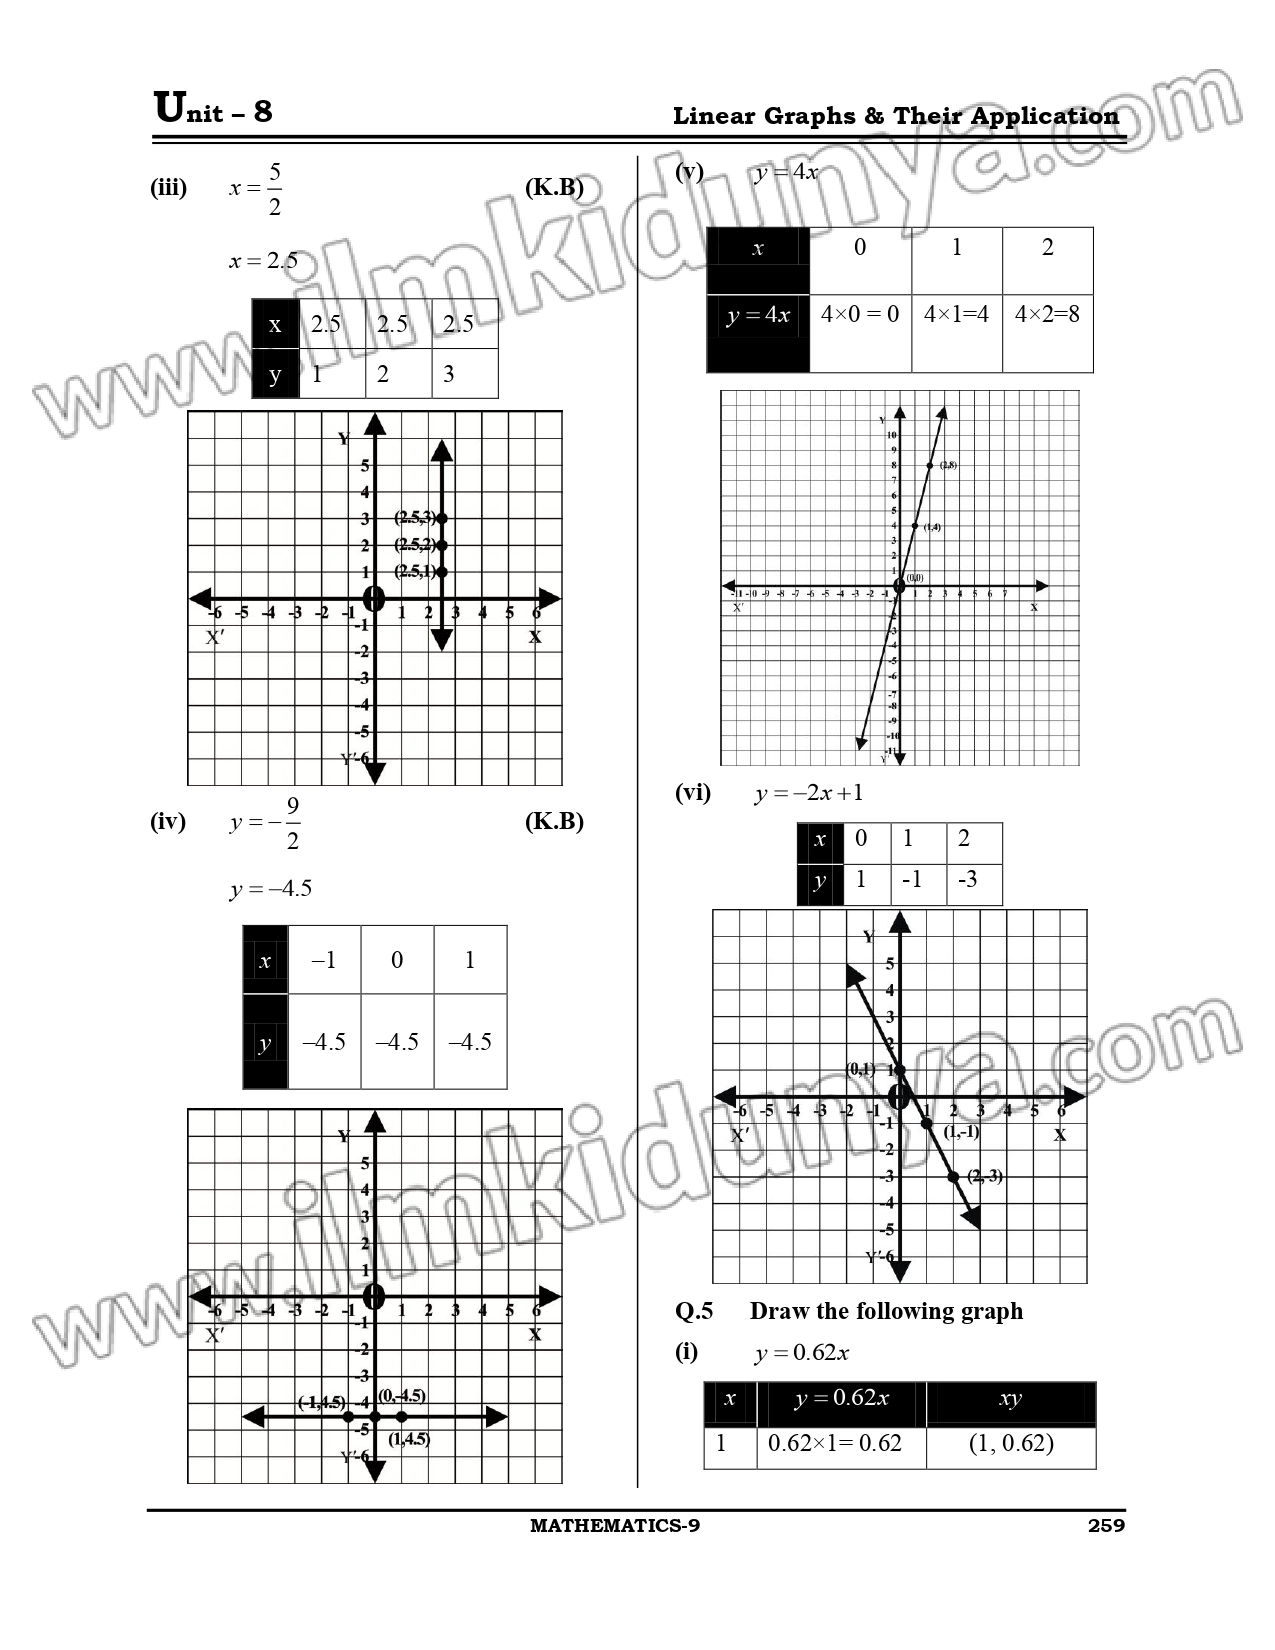 Unit – 8
Linear Graphs & Their Application
(iii) x = 5/2 (K.B)
x = 2.5
x 2.5 2.5 2.5
y 1 2 3
Y
5
4
(2.5,3) 3
(2.5,2) 2
(2.5,1) 1
-6 -5 -4 -3 -2 -1 O 1 2 3 4 5 6
X′ X
-1
-2
-3
-4
-5
Y′-6
(iv) y = –9/2 (K.B)
y = –4.5
x –1 0 1
y –4.5 –4.5 –4.5
Y
5
4
3
2
1
-6 -5 -4 -3 -2 -1 O 1 2 3 4 5 6
X′ X
-1
-2
-3
(-1,4.5) -4 (0,-4.5)
-5 (1,4.5)
Y′-6
(v) y = 4x
x 0 1 2
y = 4x 4×0 = 0 4×1=4 4×2=8
Y
10
9
8 (2,8)
7
6
5
4 (1,4)
3
2
1 (0,0)
-11 -10 -9 -8 -7 -6 -5 -4 -3 -2 -1 0 1 2 3 4 5 6 7
X′ X
-1
-2
-3
-4
-5
-6
-7
-8
-9
-10
-11
Y′
(vi) y = –2x+1
x 0 1 2
y 1 -1 -3
Y
5
4
3
2
(0,1) 1
-6 -5 -4 -3 -2 -1 O 1 2 3 4 5 6
X′ X
-1 (1,-1)
-2
-3 (2,-3)
-4
-5
Y′-6
Q.5 Draw the following graph
(i) y = 0.62x
x y = 0.62x xy
1 0.62×1= 0.62 (1, 0.62)
MATHEMATICS-9
259
www.ilmkidunya.com
www.ilmkidunya.com